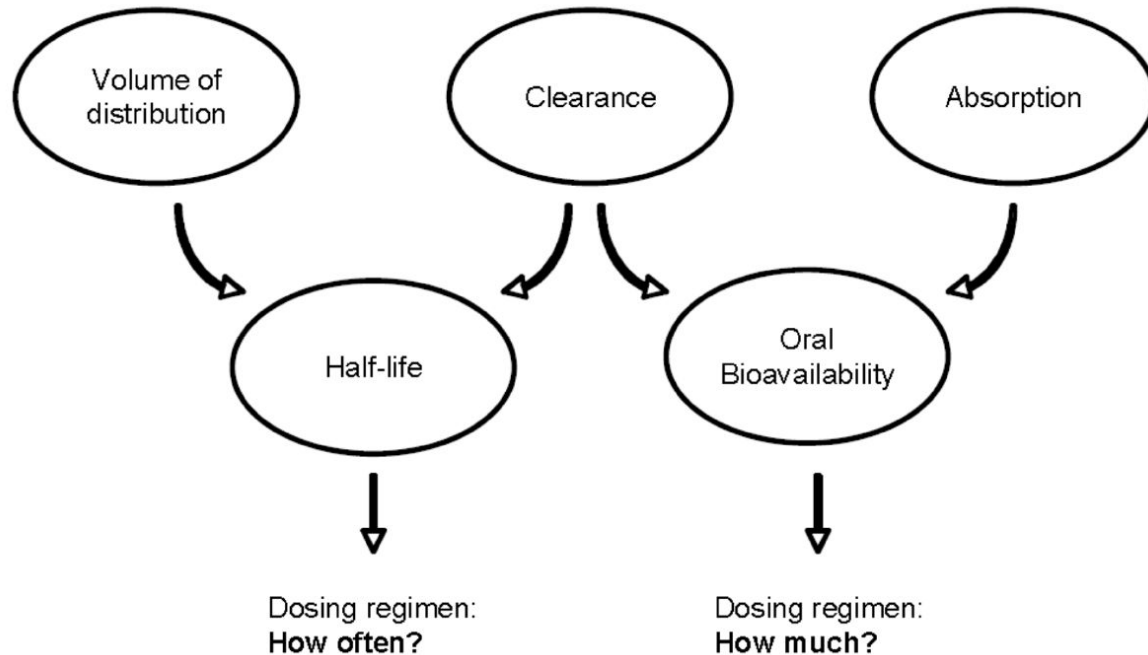 Volume of
distribution
Clearance
Absorption
Half-life
Oral
Bioavailability
Dosing regimen:
How often?
Dosing regimen:
How much?